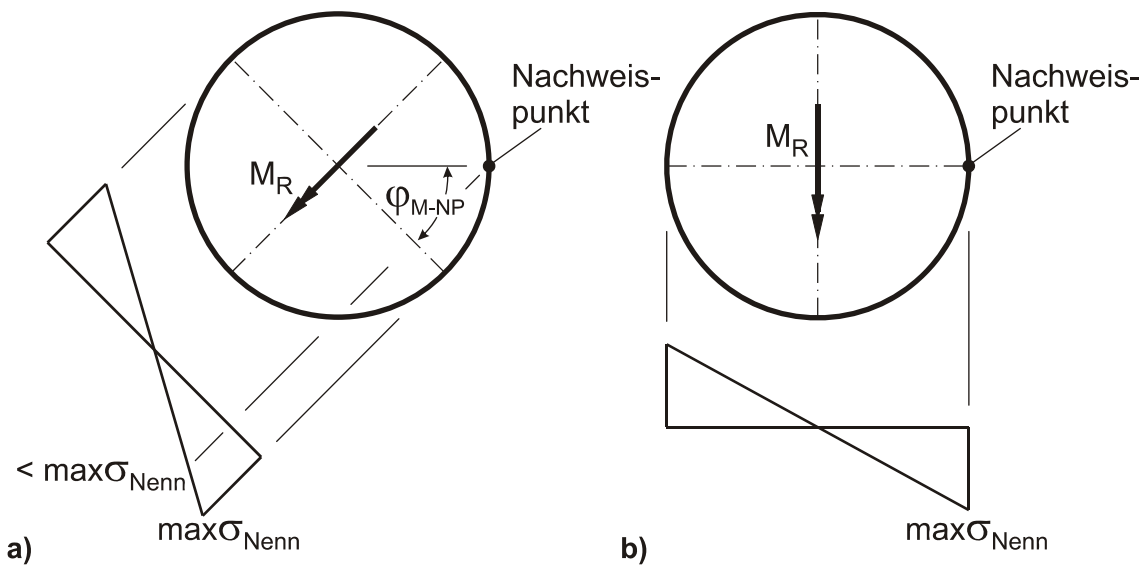 Nachweis-
punkt
M_R
φ_M-NP
< maxσ_Nenn
maxσ_Nenn
a)
Nachweis-
punkt
M_R
maxσ_Nenn
b)